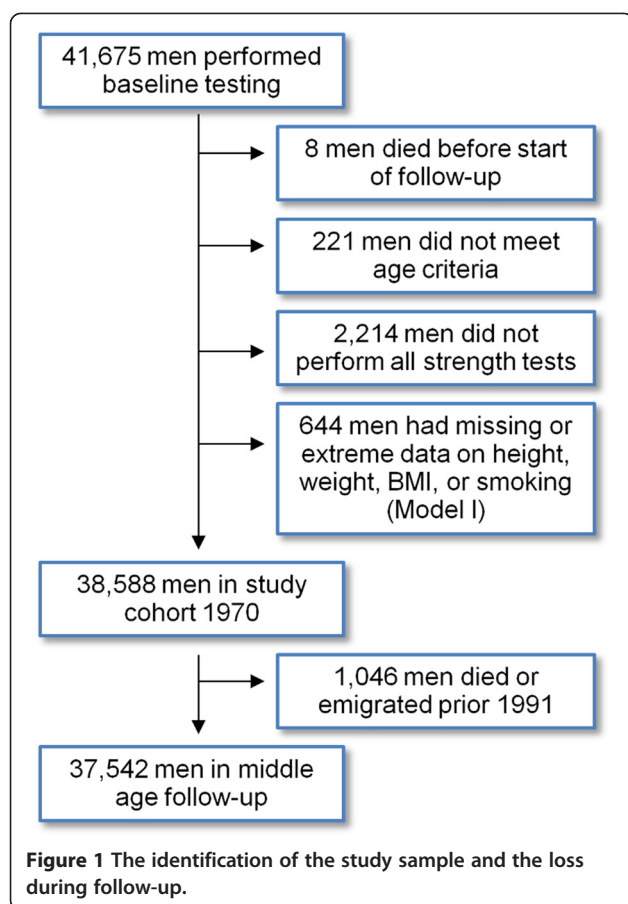 41,675 men performed
baseline testing
8 men died before start
of follow-up
221 men did not meet
age criteria
2,214 men did not
perform all strength tests
644 men had missing or
extreme data on height,
weight, BMI, or smoking
(Model I)
38,588 men in study
cohort 1970
1,046 men died or
emigrated prior 1991
37,542 men in middle
age follow-up
Figure 1 The identification of the study sample and the loss
during follow-up.